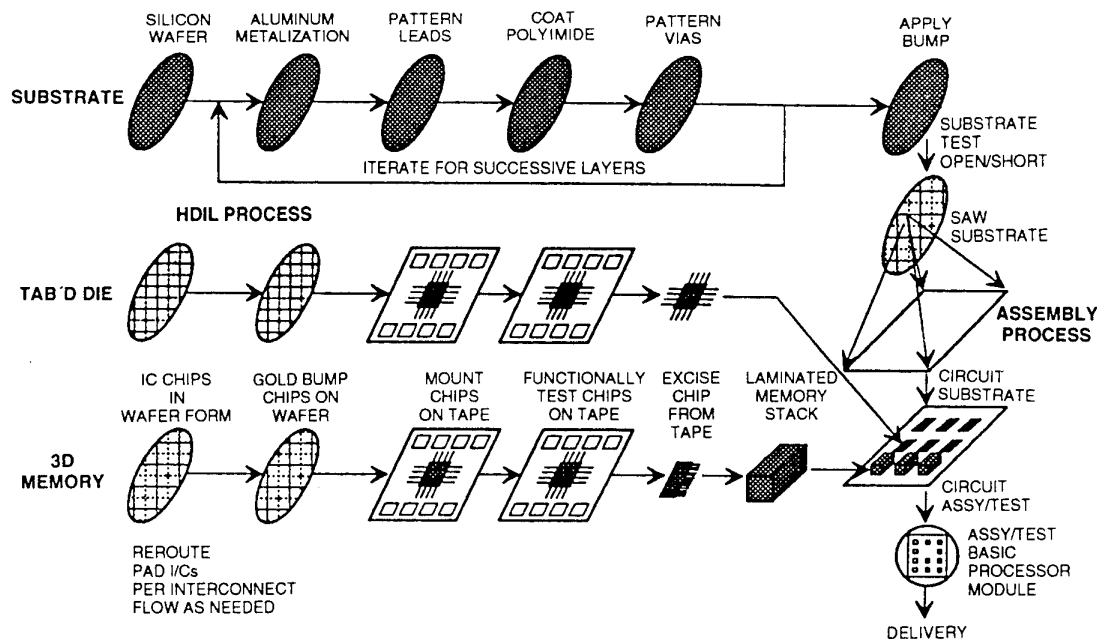 SILICON
WAFER
ALUMINUM
METALIZATION
PATTERN
LEADS
COAT
POLYIMIDE
PATTERN
VIAS
APPLY
BUMP
SUBSTRATE
SUBSTRATE
TEST
OPEN/SHORT
ITERATE FOR SUCCESSIVE LAYERS
HDIL PROCESS
SAW
SUBSTRATE
TAB'D DIE
ASSEMBLY
PROCESS
IC CHIPS
IN
WAFER FORM
GOLD BUMP
CHIPS ON
WAFER
MOUNT
CHIPS
ON TAPE
FUNCTIONALLY
TEST CHIPS
ON TAPE
EXCISE
CHIP
FROM
TAPE
LAMINATED
MEMORY
STACK
CIRCUIT
SUBSTRATE
3D
MEMORY
CIRCUIT
ASSY/TEST
REROUTE
PAD I/Cs
PER INTERCONNECT
FLOW AS NEEDED
ASSY/TEST
BASIC
PROCESSOR
MODULE
DELIVERY